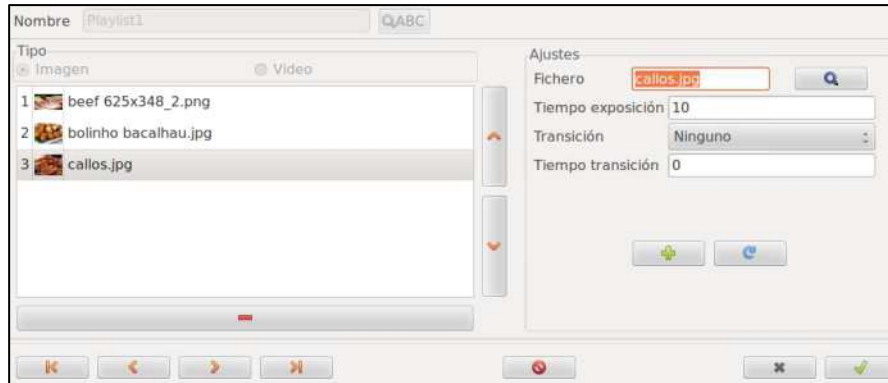 Nombre Playlist1 ABC
Tipo
Imagen Video
1 beef 625x348_2.png
2 bolinho bacalhau.jpg
3 callos.jpg
Ajustes
Fichero callos.jpg
Tiempo exposición 10
Transición Ninguno
Tiempo transición 0